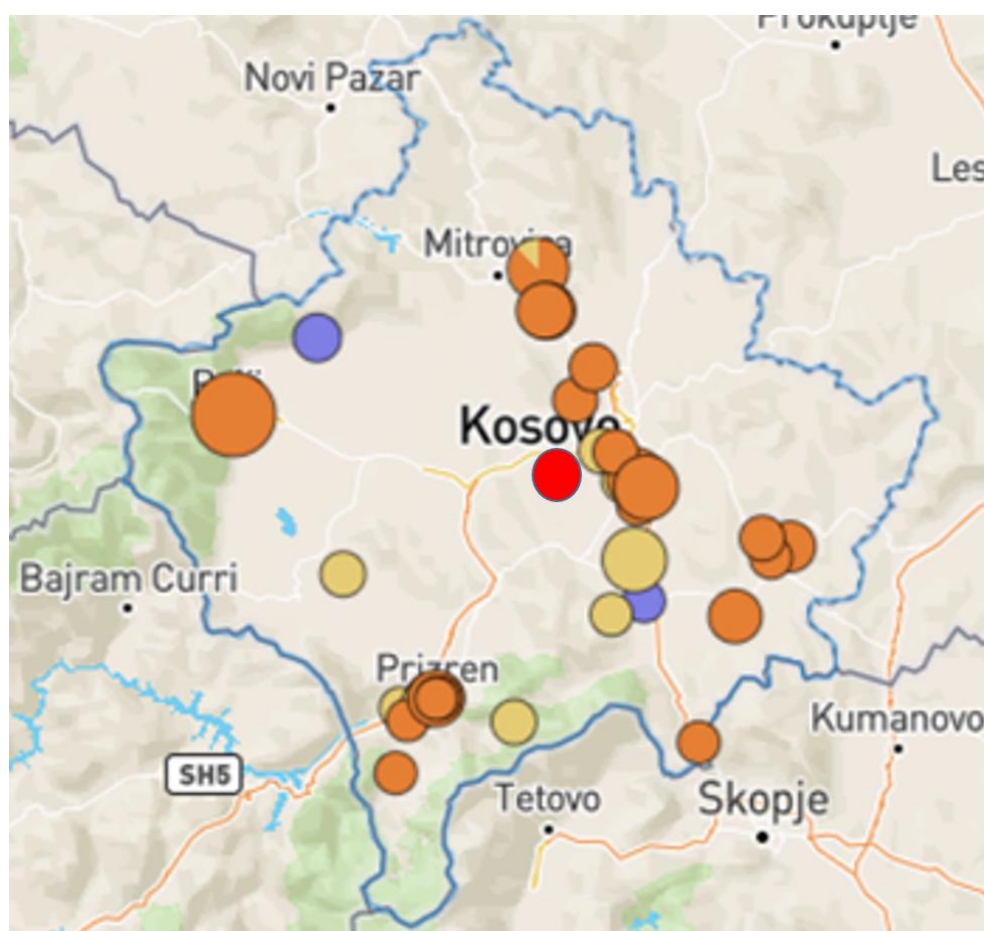 Prokuplje
Novi Pazar
Les
Mitrovica
Kosovo
Bajram Curri
Prizren
Kumanovo
SH5
Tetovo
Skopje